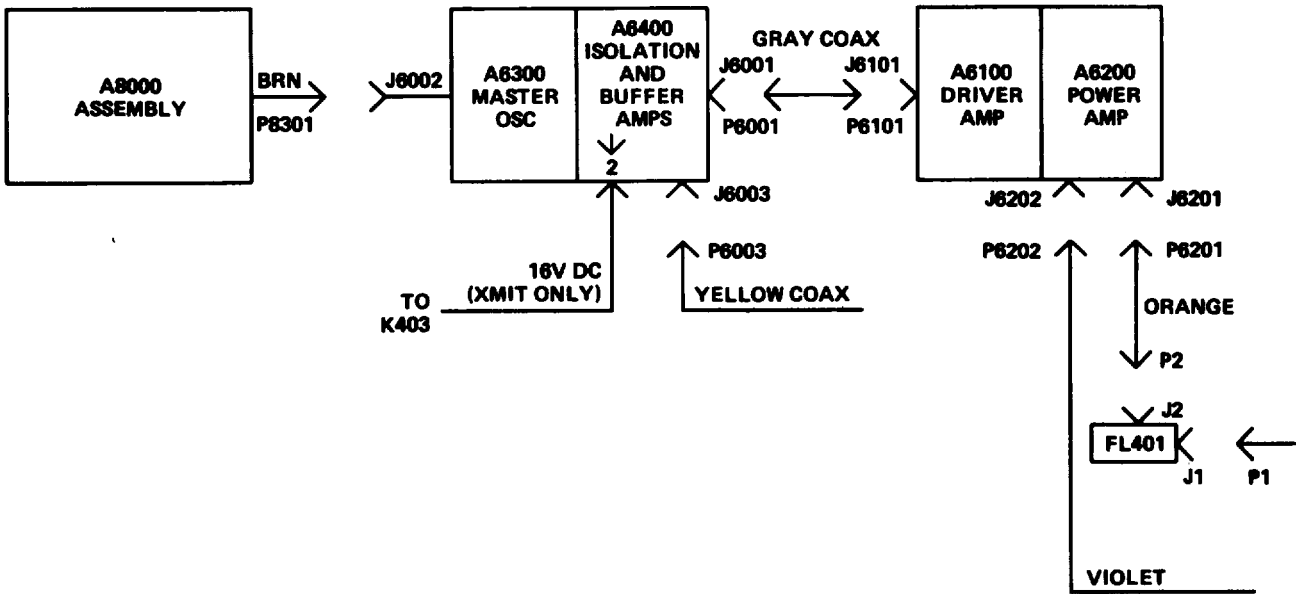 A8000
ASSEMBLY
BRN
P8301
J6002
A6300
MASTER
OSC
A6400
ISOLATION
AND
BUFFER
AMPS
2
GRAY COAX
J6001
J6101
P6001
P6101
A6100
DRIVER
AMP
A6200
POWER
AMP
J6003
P6003
16V DC
(XMIT ONLY)
TO
K403
YELLOW COAX
J6202
J6201
P6202
P6201
ORANGE
P2
J2
FL401
J1
P1
VIOLET